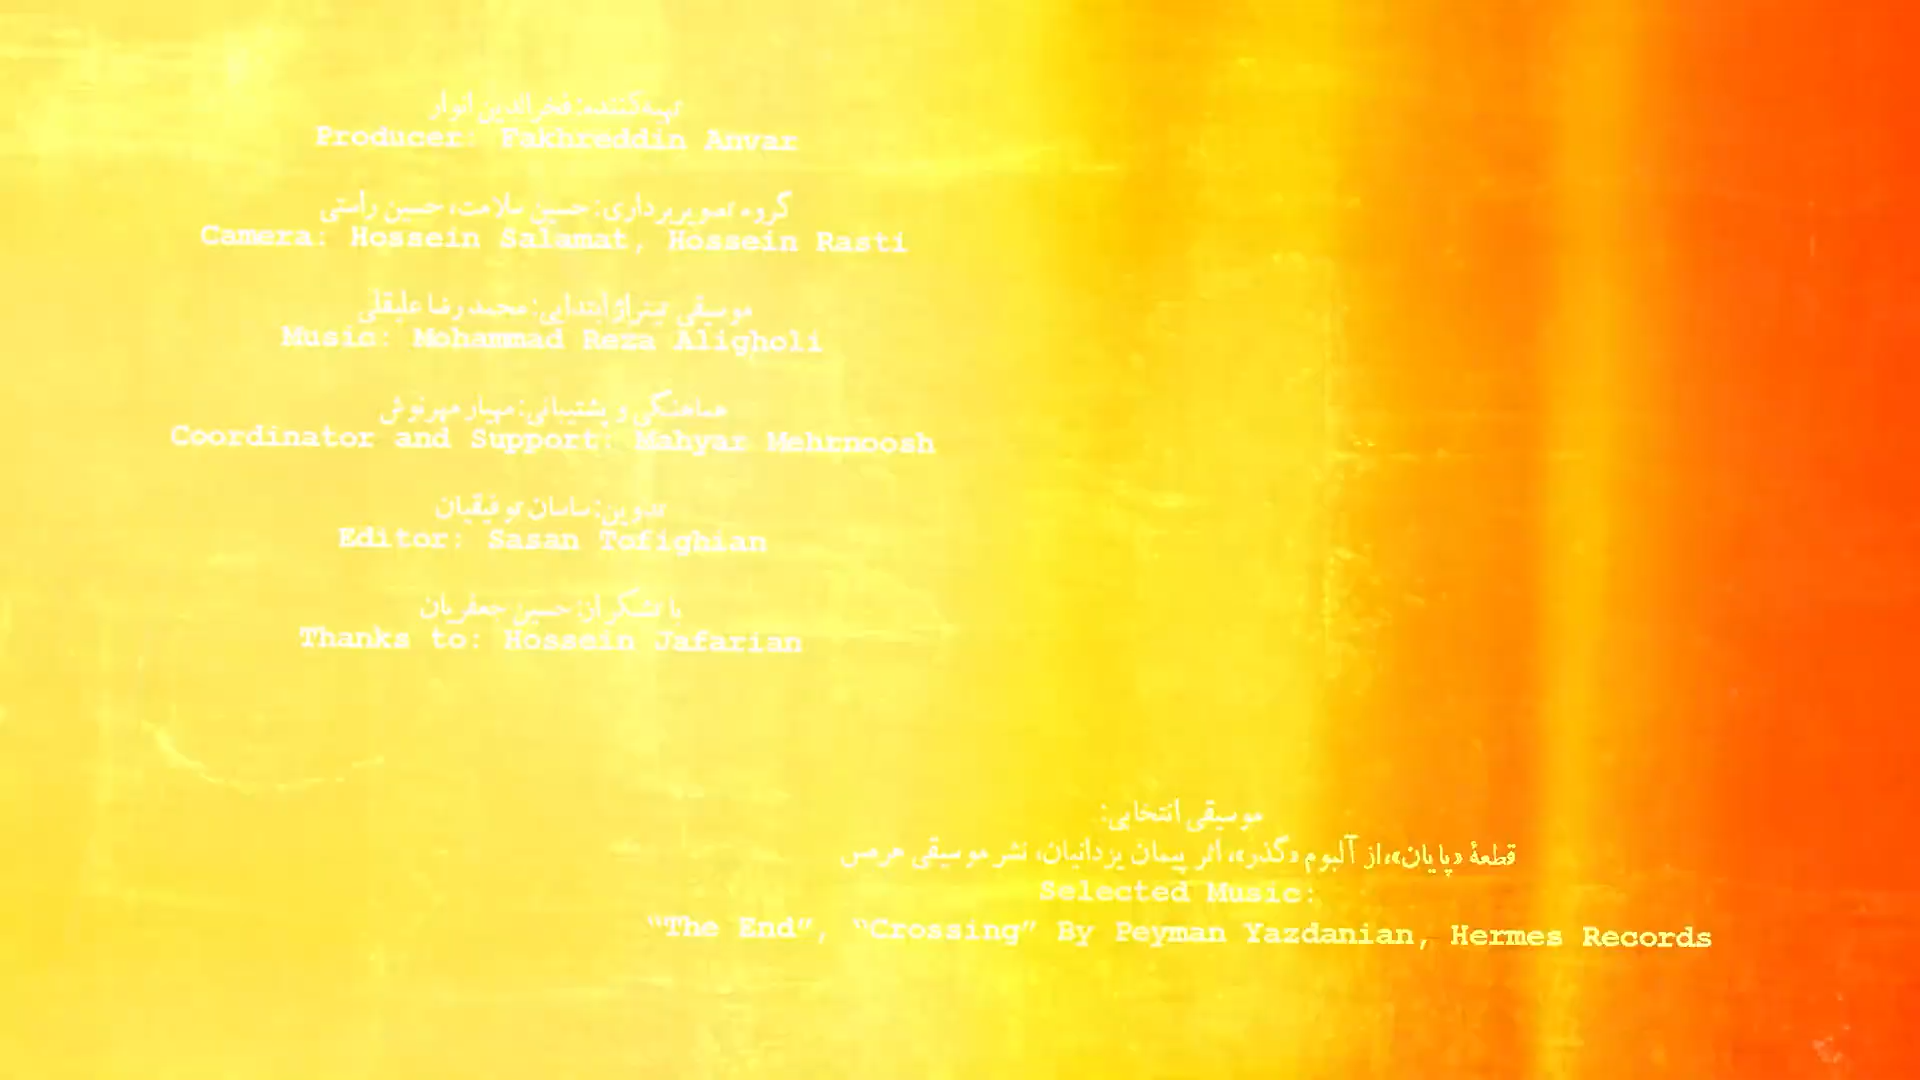 تهیه‌کننده: فخرالدین انوار
Producer: Fakhreddin Anvar
گروه تصویربرداری: حسین سلامت، حسین راستی
Camera: Hossein Salamat, Hossein Rasti
موسیقی تیتراژ ابتدایی: محمدرضا علیقلی
Music: Mohammad Reza Aligholi
هماهنگی و پشتیبانی: مهیار مهرنوش
Coordinator and Support: Mahyar Mehrnoosh
تدوین: ساسان توفیقیان
Editor: Sasan Tofighian
با تشکر از: حسین جعفریان
Thanks to: Hossein Jafarian
موسیقی انتخابی:
قطعهٔ «پایان»، از آلبوم «گذر»، اثر پیمان یزدانیان، نشر موسیقی هرمس
Selected Music:
“The End”, “Crossing” By Peyman Yazdanian, Hermes Records